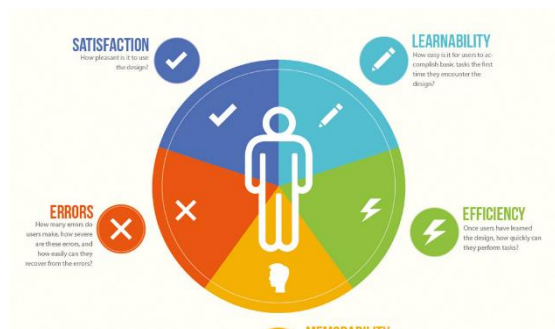 SATISFACTION
How pleasant is it to use
the design?
LEARNABILITY
How easy is it for users to ac-
complish basic tasks the first
time they encounter the
design?
ERRORS
How many errors do
users make, how severe
are these errors, and
how easily can they
recover from the errors?
EFFICIENCY
Once users have learned
the design, how quickly can
they perform tasks?
MEMORABILITY